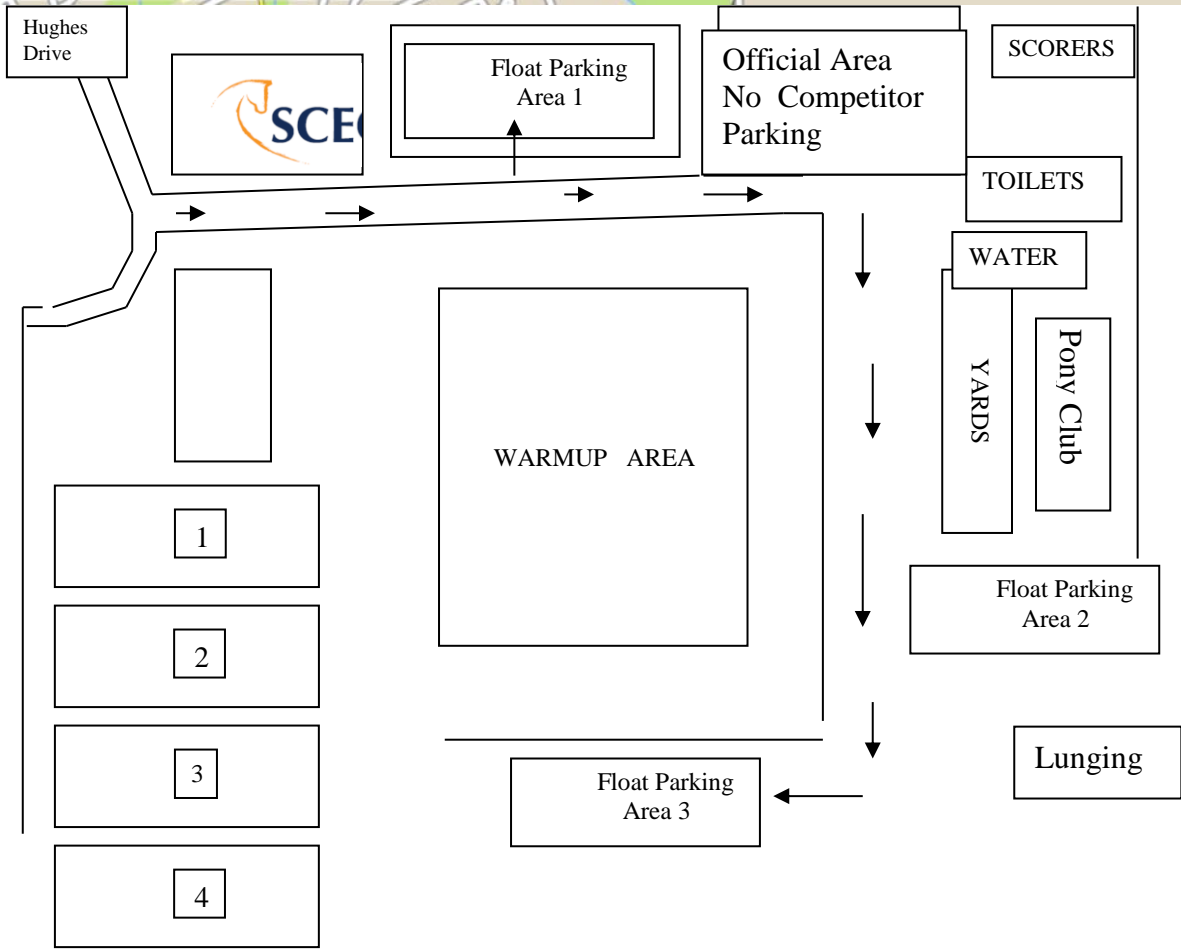 Hughes
Drive
SCE
Float Parking
Area 1
Official Area
No Competitor
Parking
SCORERS
TOILETS
WATER
YARDS
Pony Club
WARMUP AREA
1
2
3
4
Float Parking
Area 2
Lunging
Float Parking
Area 3